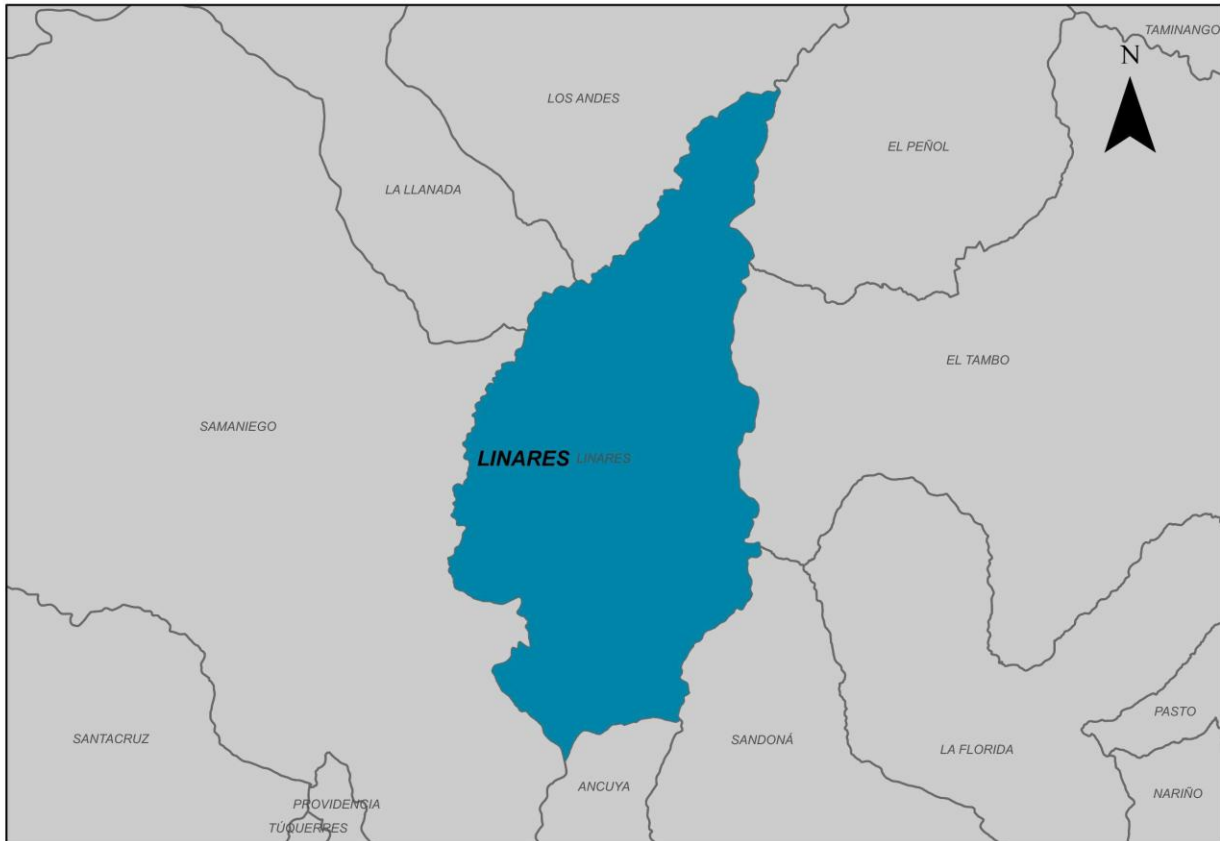 TAMINANGO
N
LOS ANDES
EL PEÑOL
LA LLANADA
EL TAMBO
SAMANIEGO
LINARES LINARES
PASTO
SANTACRUZ
SANDONÁ
LA FLORIDA
ANCUYA
NARIÑO
PROVIDENCIA
TÚQUERRES